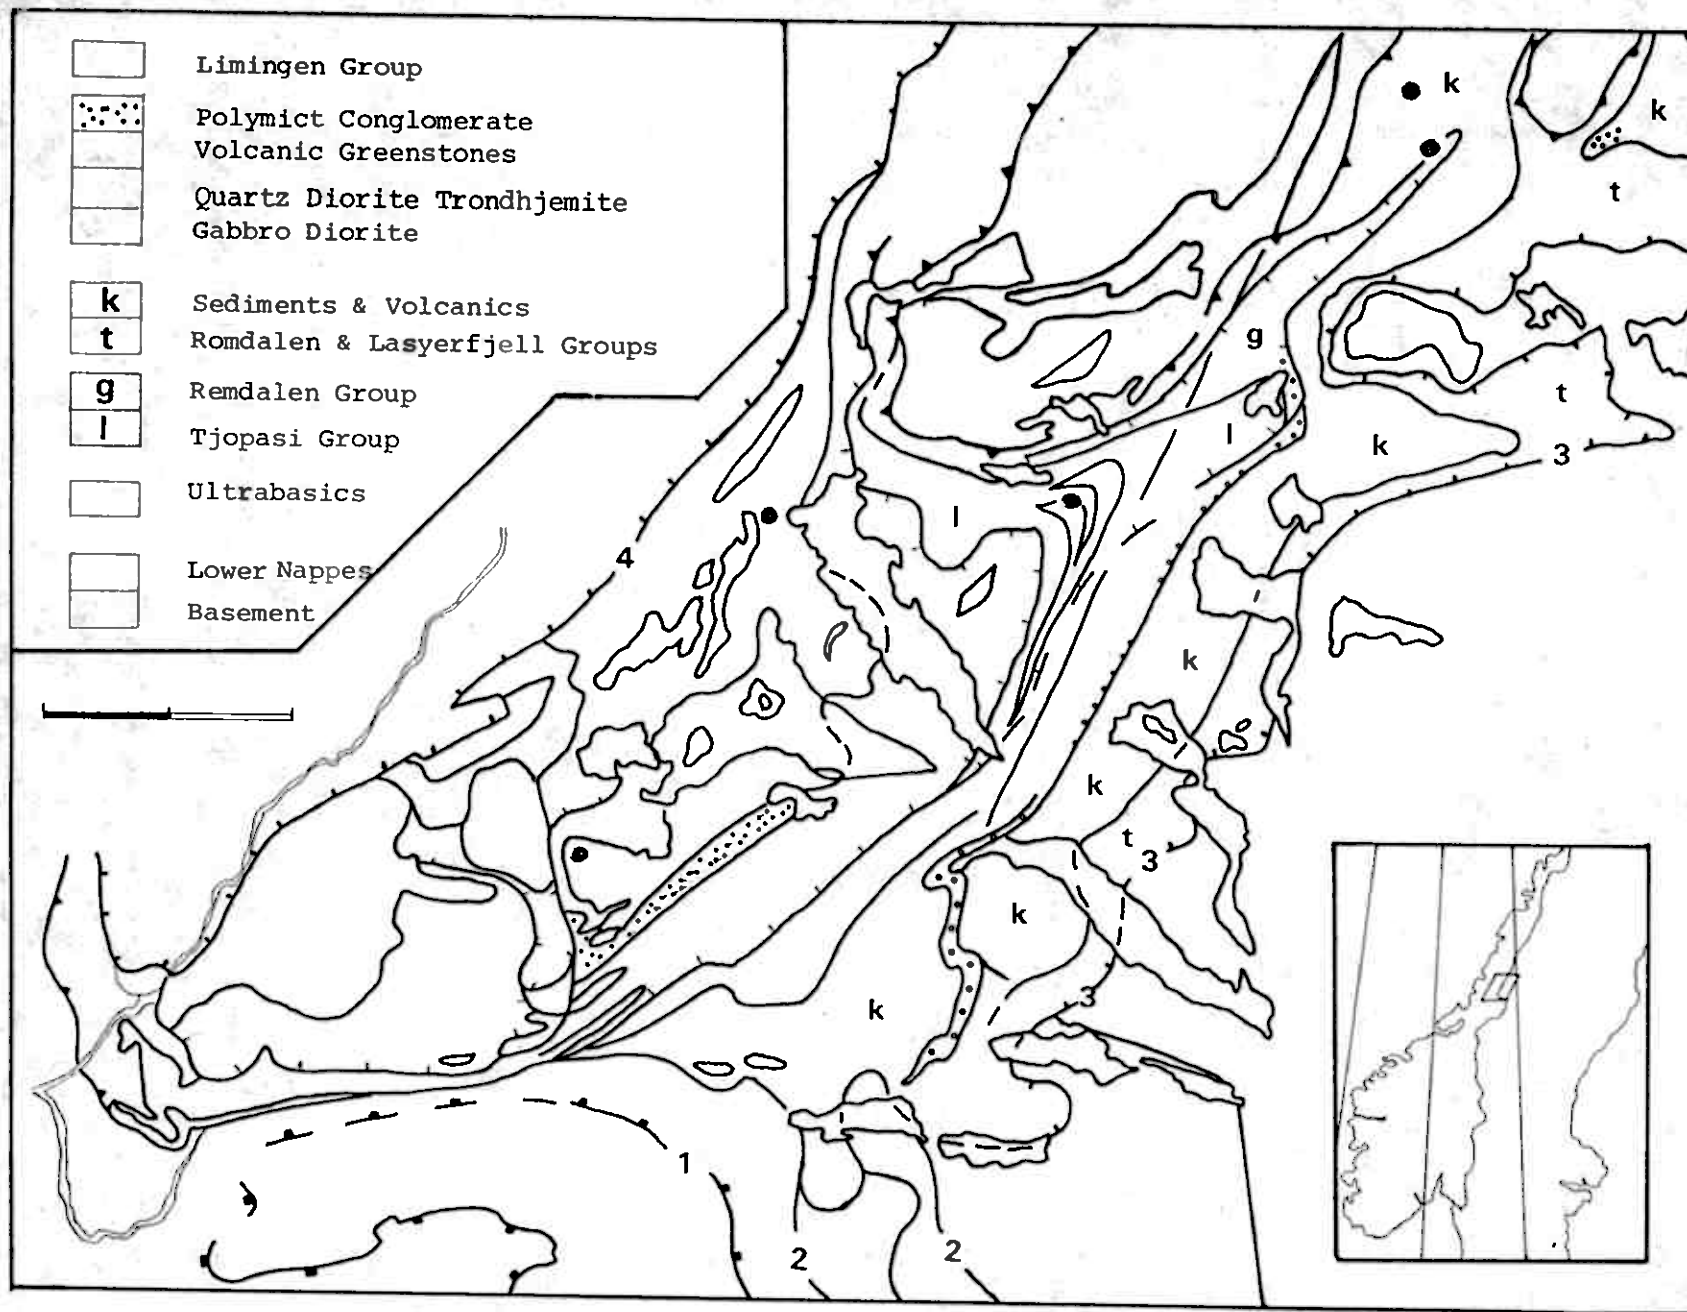 Limingen Group
Polymict Conglomerate
Volcanic Greenstones
Quartz Diorite Trondhjemite
Gabbro Diorite
k Sediments & Volcanics
t Romdalen & Lasyerfjell Groups
g Remdalen Group
l Tjopasi Group
Ultrabasics
Lower Nappes
Basement
k
k
t
g
t
l
k
3
l
4
k
k
t
3
k
3
k
1
2
2